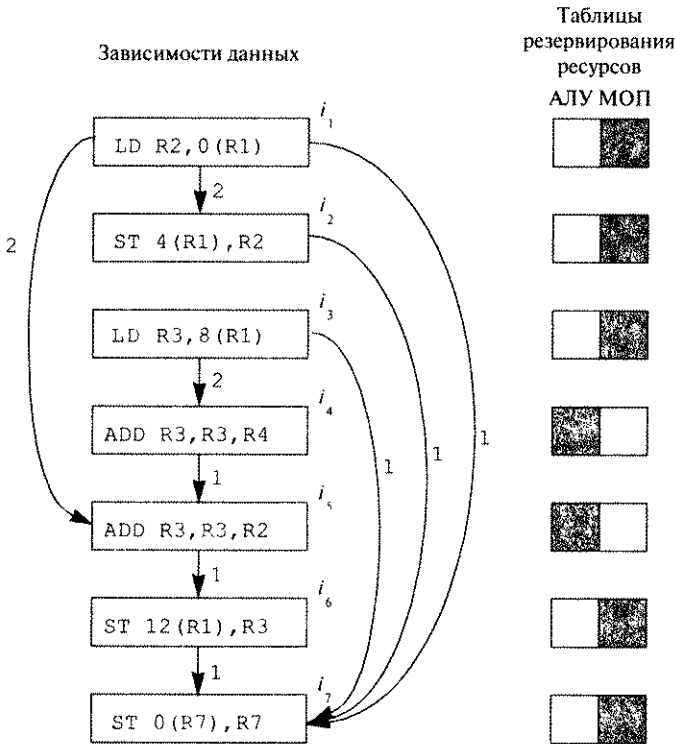 Таблицы
резервирования
ресурсов
Зависимости данных
АЛУ МОП
i₁
LD R2,0(R1)
2
i₂
ST 4(R1),R2
2
i₃
LD R3,8(R1)
2
i₄
ADD R3,R3,R4
1
1
1
1
i₅
ADD R3,R3,R2
1
i₆
ST 12(R1),R3
1
i₇
ST 0(R7),R7